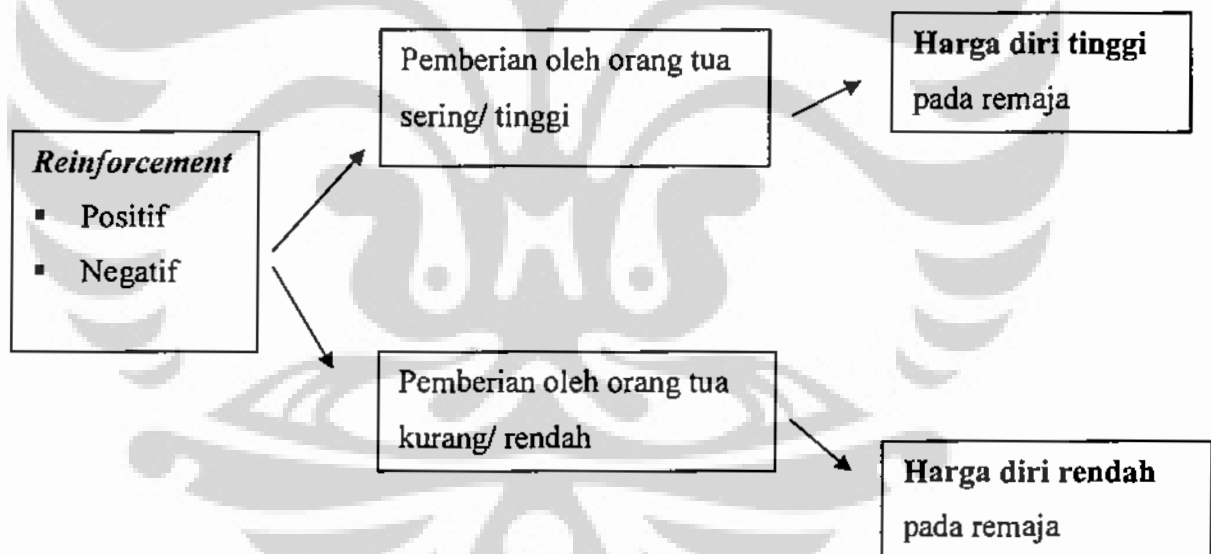 Reinforcement
▪ Positif
▪ Negatif
Pemberian oleh orang tua
sering/ tinggi
Harga diri tinggi
pada remaja
Pemberian oleh orang tua
kurang/ rendah
Harga diri rendah
pada remaja